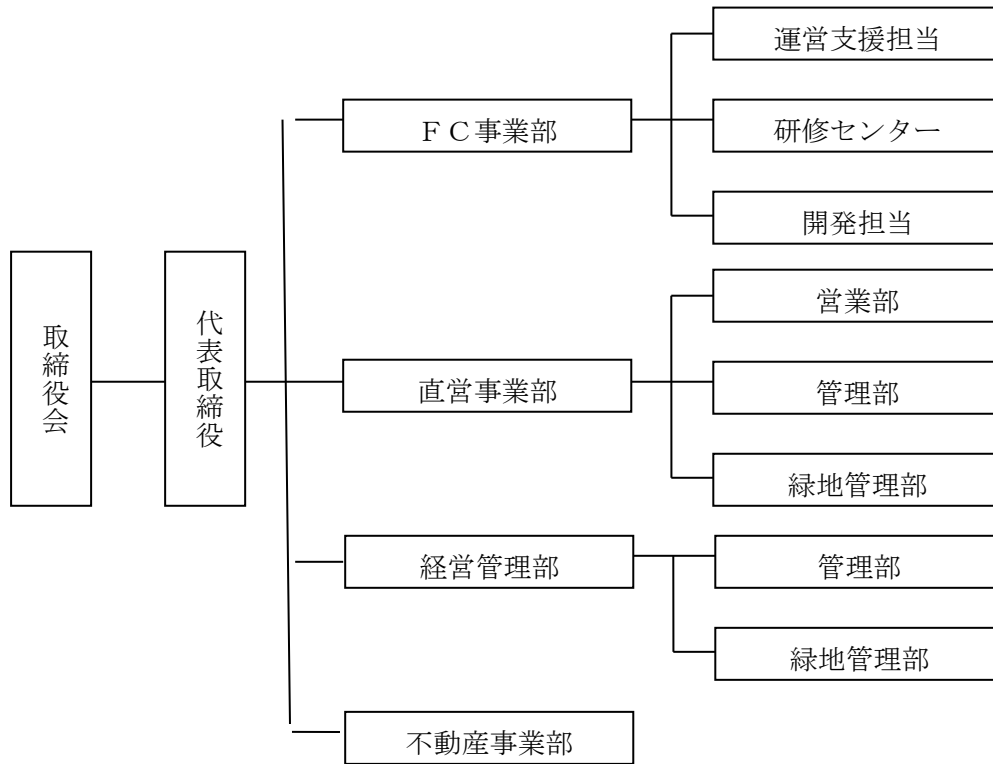 取締役会
代表取締役
ＦＣ事業部
運営支援担当
研修センター
開発担当
直営事業部
営業部
管理部
緑地管理部
経営管理部
管理部
緑地管理部
不動産事業部